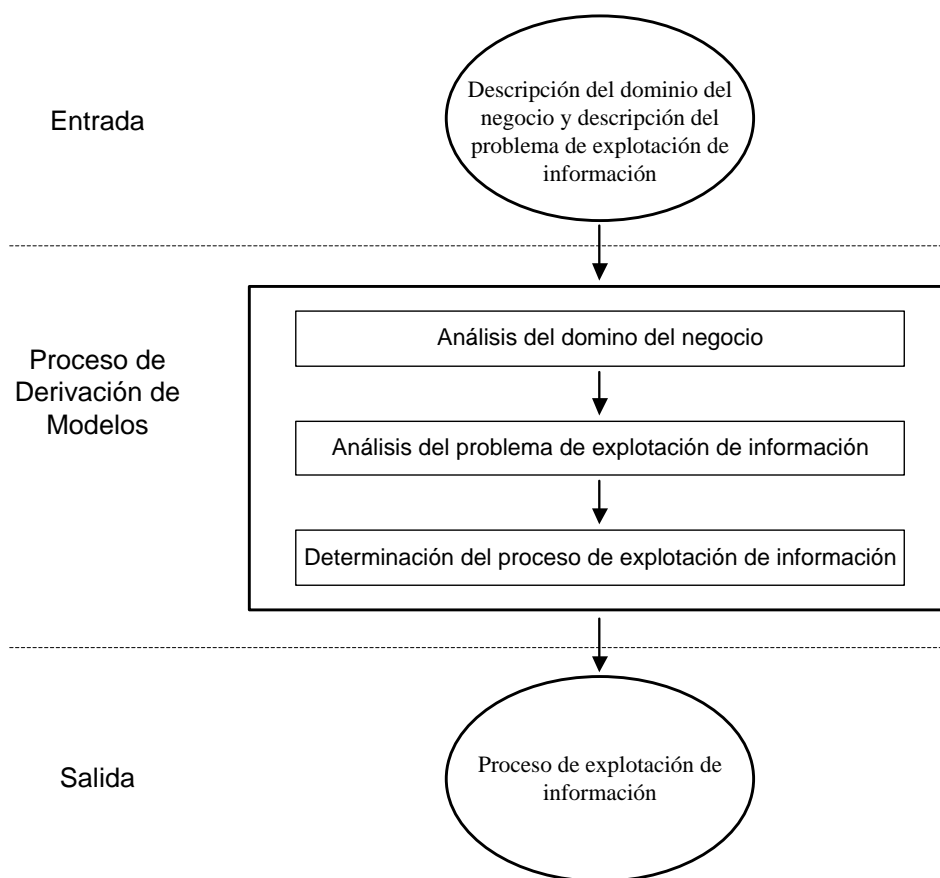 Entrada
Descripción del dominio del
negocio y descripción del
problema de explotación de
información
Proceso de
Derivación de
Modelos
Análisis del domino del negocio
Análisis del problema de explotación de información
Determinación del proceso de explotación de información
Salida
Proceso de explotación de
información